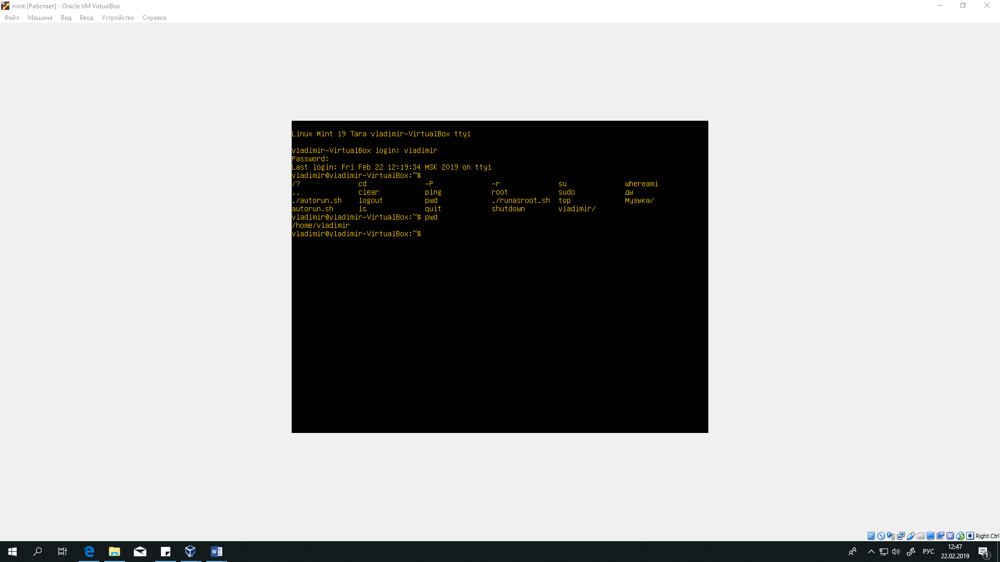 mint [Работает] - Oracle VM VirtualBox
Файл Машина Вид Ввод Устройства Справка
Linux Mint 19 Tara vladimir-VirtualBox tty1
vladimir-VirtualBox login: vladimir
Password:
Last login: Fri Feb 22 12:19:34 MSK 2019 on tty1
vladimir@vladimir-VirtualBox:~$
/? cd -P -r su whereami
.. clear ping root sudo ды
./autorun.sh logout pwd ./runasroot.sh top Музыка/
autorun.sh ls quit shutdown vladimir/
vladimir@vladimir-VirtualBox:~$ pwd
/home/vladimir
vladimir@vladimir-VirtualBox:~$
Right Ctrl
РУС
12:47
22.02.2019
1